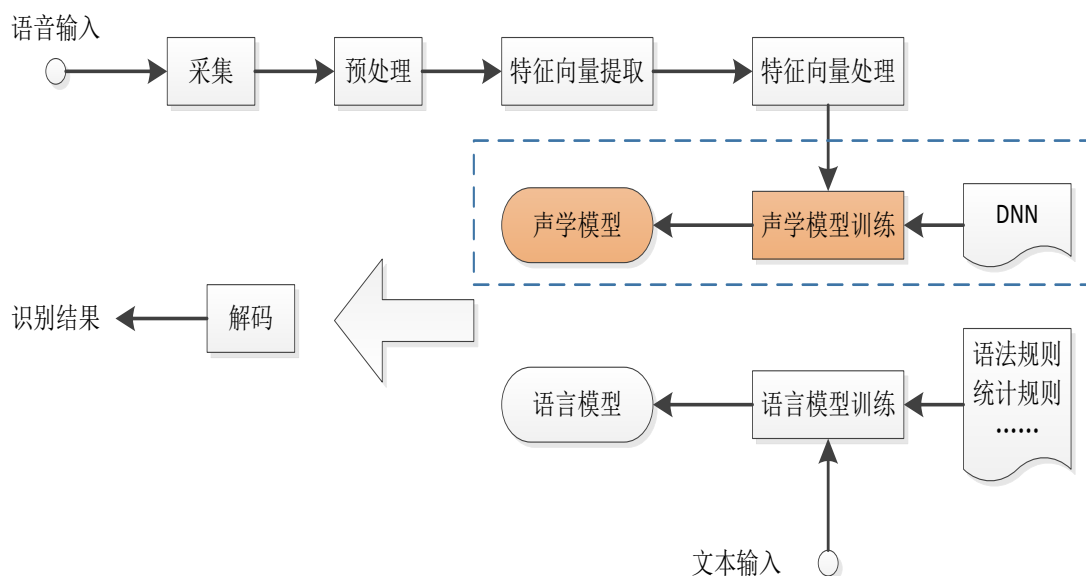 语音输入
采集
预处理
特征向量提取
特征向量处理
声学模型
声学模型训练
DNN
识别结果
解码
语言模型
语言模型训练
语法规则
统计规则
……
文本输入